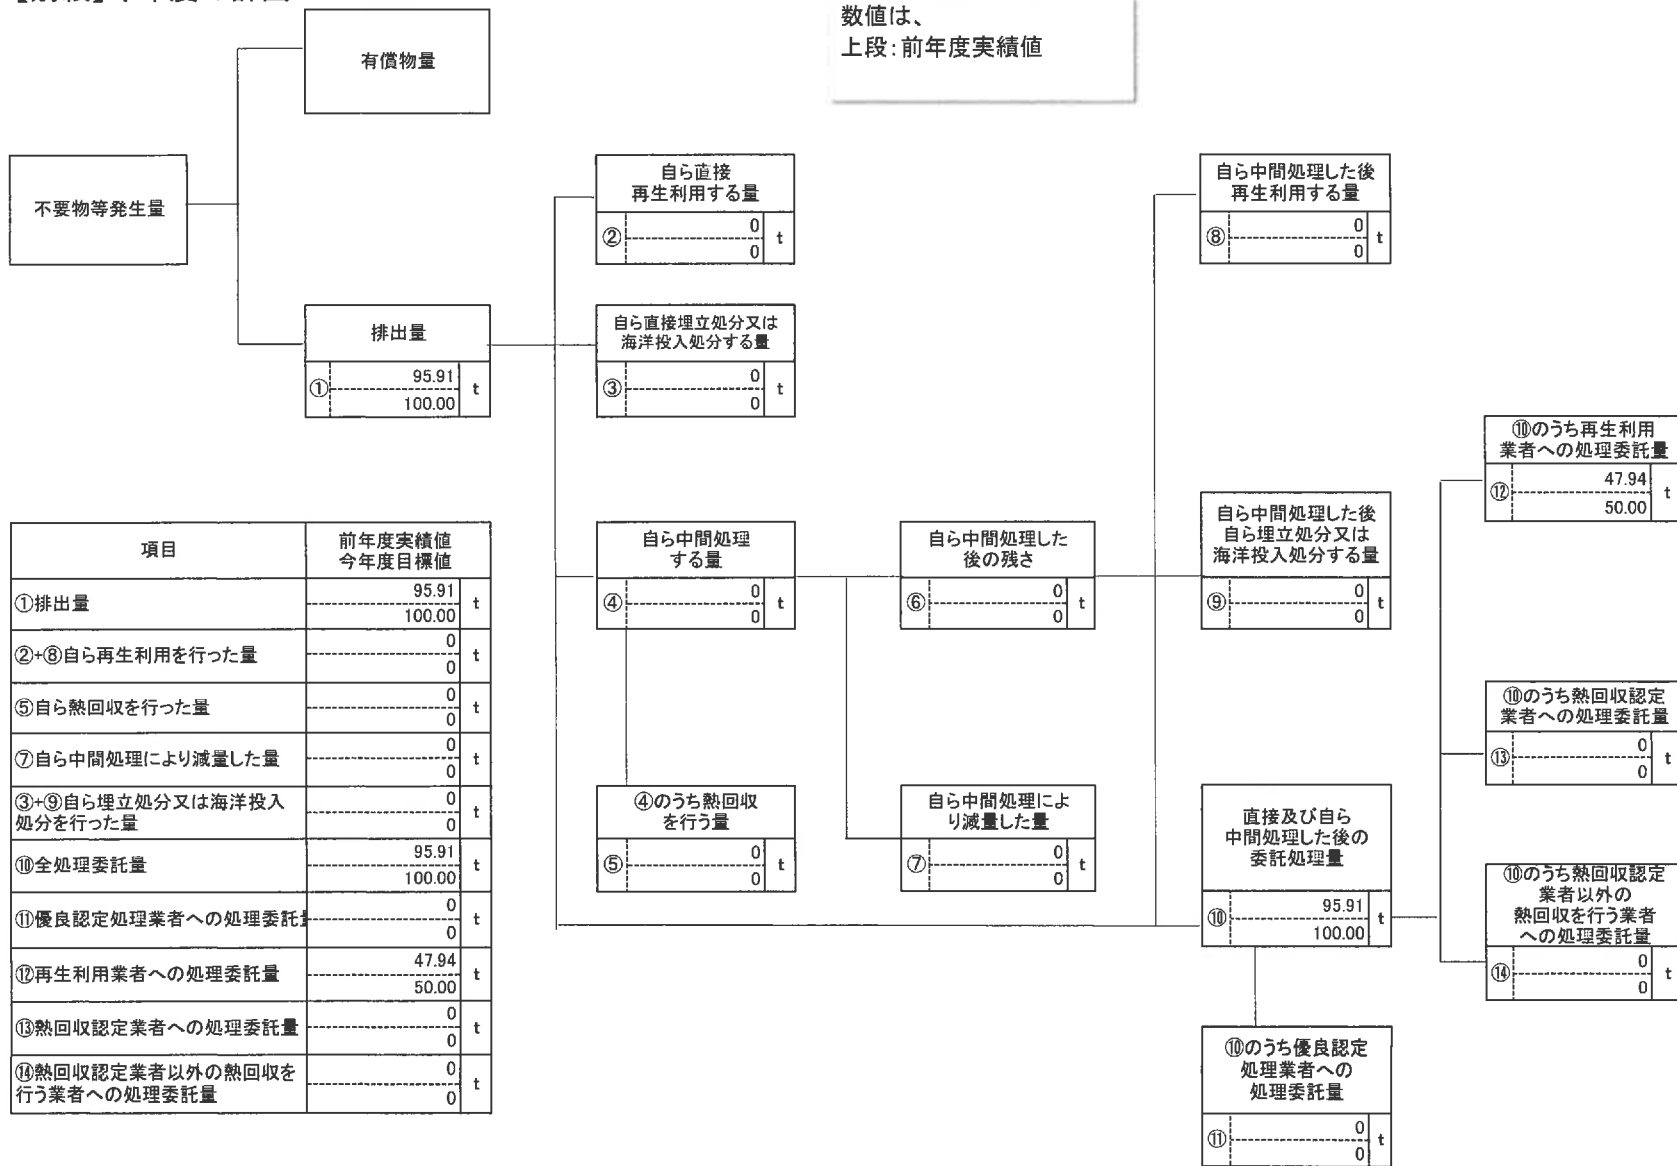 数値は、
上段：前年度実績値
有償物量
不要物等発生量
排出量
① 95.91 t
100.00
自ら直接
再生利用する量
② 0 t
0
自ら直接埋立処分又は
海洋投入処分する量
③ 0 t
0
自ら中間処理
する量
④ 0 t
0
④のうち熱回収
を行う量
⑤ 0 t
0
自ら中間処理した
後の残さ
⑥ 0 t
0
自ら中間処理によ
り減量した量
⑦ 0 t
0
自ら中間処理した後
再生利用する量
⑧ 0 t
0
自ら中間処理した後
自ら埋立処分又は
海洋投入処分する量
⑨ 0 t
0
直接及び自ら
中間処理した後の
委託処理量
⑩ 95.91 t
100.00
⑩のうち優良認定
処理業者への
処理委託量
⑪ 0 t
0
⑩のうち再生利用
業者への処理委託量
⑫ 47.94 t
50.00
⑩のうち熱回収認定
業者への処理委託量
⑬ 0 t
0
⑩のうち熱回収認定
業者以外の
熱回収を行う業者
への処理委託量
⑭ 0 t
0
項目 前年度実績値
今年度目標値
①排出量 95.91 t
100.00
②+⑧自ら再生利用を行った量 0 t
0
⑤自ら熱回収を行った量 0 t
0
⑦自ら中間処理により減量した量 0 t
0
③+⑨自ら埋立処分又は海洋投入
処分を行った量 0 t
0
⑩全処理委託量 95.91 t
100.00
⑪優良認定処理業者への処理委託 0 t
0
⑫再生利用業者への処理委託量 47.94 t
50.00
⑬熱回収認定業者への処理委託量 0 t
0
⑭熱回収認定業者以外の熱回収を
行う業者への処理委託量 0 t
0